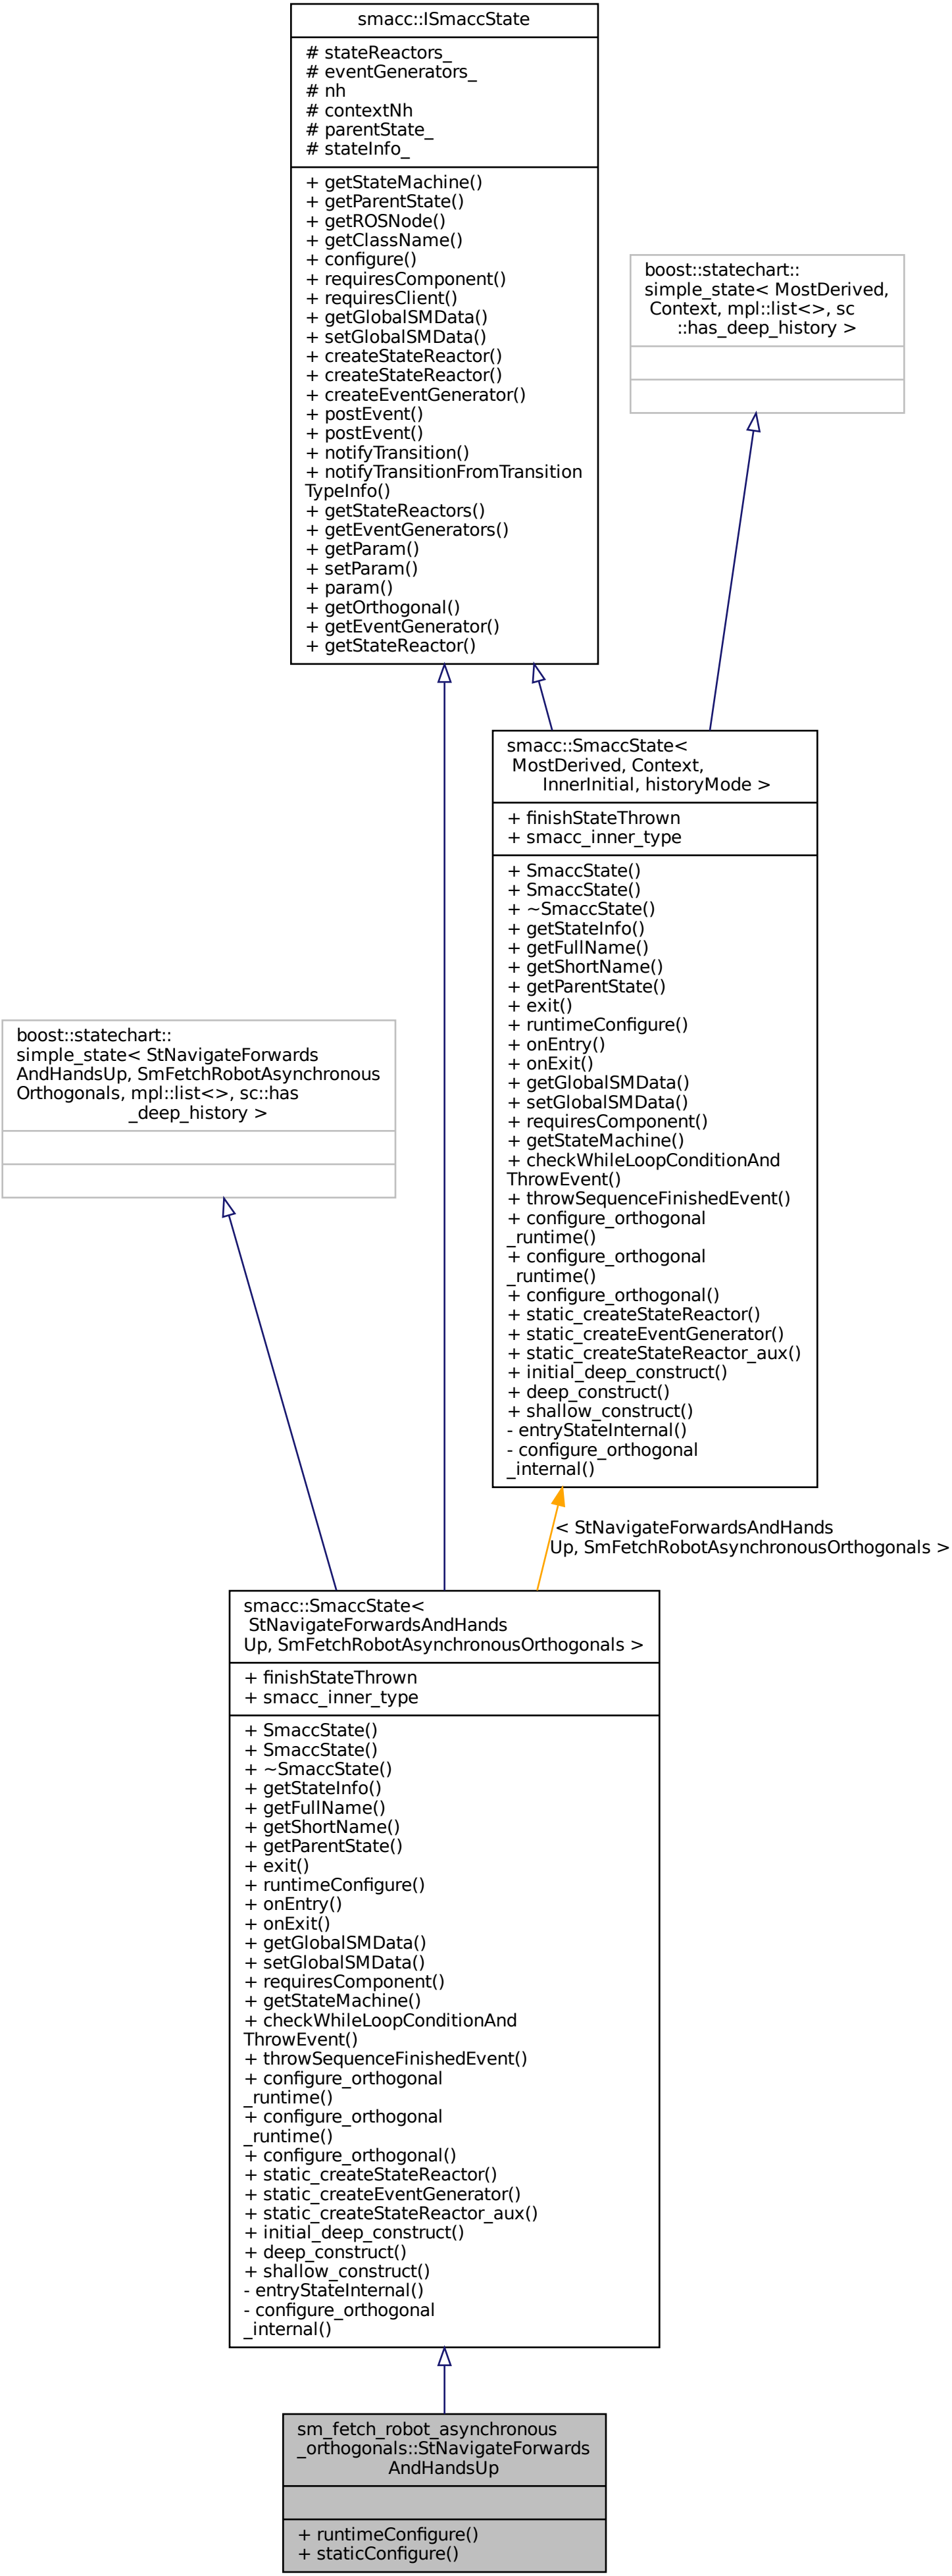 smacc::ISmaccState
# stateReactors_
# eventGenerators_
# nh
# contextNh
# parentState_
# stateInfo_
+ getStateMachine()
+ getParentState()
+ getROSNode()
+ getClassName()
+ configure()
+ requiresComponent()
+ requiresClient()
+ getGlobalSMData()
+ setGlobalSMData()
+ createStateReactor()
+ createStateReactor()
+ createEventGenerator()
+ postEvent()
+ postEvent()
+ notifyTransition()
+ notifyTransitionFromTransition
TypeInfo()
+ getStateReactors()
+ getEventGenerators()
+ getParam()
+ setParam()
+ param()
+ getOrthogonal()
+ getEventGenerator()
+ getStateReactor()
boost::statechart::
simple_state< MostDerived,
Context, mpl::list<>, sc
::has_deep_history >
smacc::SmaccState<
MostDerived, Context,
InnerInitial, historyMode >
+ finishStateThrown
+ smacc_inner_type
+ SmaccState()
+ SmaccState()
+ ~SmaccState()
+ getStateInfo()
+ getFullName()
+ getShortName()
+ getParentState()
+ exit()
+ runtimeConfigure()
+ onEntry()
+ onExit()
+ getGlobalSMData()
+ setGlobalSMData()
+ requiresComponent()
+ getStateMachine()
+ checkWhileLoopConditionAnd
ThrowEvent()
+ throwSequenceFinishedEvent()
+ configure_orthogonal
_runtime()
+ configure_orthogonal
_runtime()
+ configure_orthogonal()
+ static_createStateReactor()
+ static_createEventGenerator()
+ static_createStateReactor_aux()
+ initial_deep_construct()
+ deep_construct()
+ shallow_construct()
- entryStateInternal()
- configure_orthogonal
_internal()
boost::statechart::
simple_state< StNavigateForwards
AndHandsUp, SmFetchRobotAsynchronous
Orthogonals, mpl::list<>, sc::has
_deep_history >
< StNavigateForwardsAndHands
Up, SmFetchRobotAsynchronousOrthogonals >
smacc::SmaccState<
StNavigateForwardsAndHands
Up, SmFetchRobotAsynchronousOrthogonals >
+ finishStateThrown
+ smacc_inner_type
+ SmaccState()
+ SmaccState()
+ ~SmaccState()
+ getStateInfo()
+ getFullName()
+ getShortName()
+ getParentState()
+ exit()
+ runtimeConfigure()
+ onEntry()
+ onExit()
+ getGlobalSMData()
+ setGlobalSMData()
+ requiresComponent()
+ getStateMachine()
+ checkWhileLoopConditionAnd
ThrowEvent()
+ throwSequenceFinishedEvent()
+ configure_orthogonal
_runtime()
+ configure_orthogonal
_runtime()
+ configure_orthogonal()
+ static_createStateReactor()
+ static_createEventGenerator()
+ static_createStateReactor_aux()
+ initial_deep_construct()
+ deep_construct()
+ shallow_construct()
- entryStateInternal()
- configure_orthogonal
_internal()
sm_fetch_robot_asynchronous
_orthogonals::StNavigateForwards
AndHandsUp
+ runtimeConfigure()
+ staticConfigure()